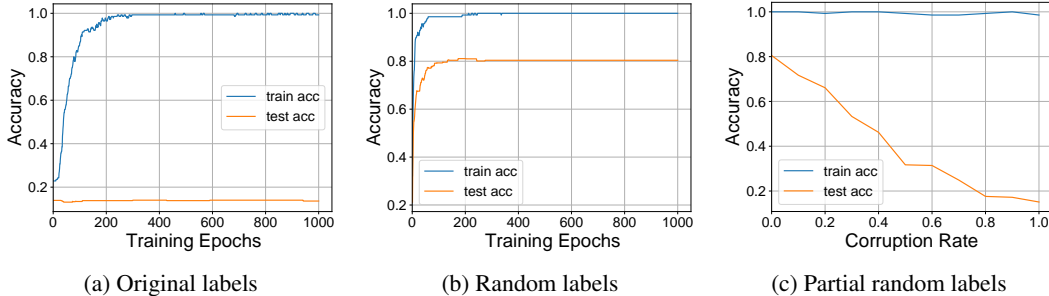 1.0
0.8
0.6
0.4
0.2
Accuracy
train acc
test acc
0 200 400 600 800 1000
Training Epochs
(a) Original labels
1.0
0.8
0.6
0.4
0.2
Accuracy
train acc
test acc
0 200 400 600 800 1000
Training Epochs
(b) Random labels
1.0
0.8
0.6
0.4
0.2
Accuracy
train acc
test acc
0.0 0.2 0.4 0.6 0.8 1.0
Corruption Rate
(c) Partial random labels